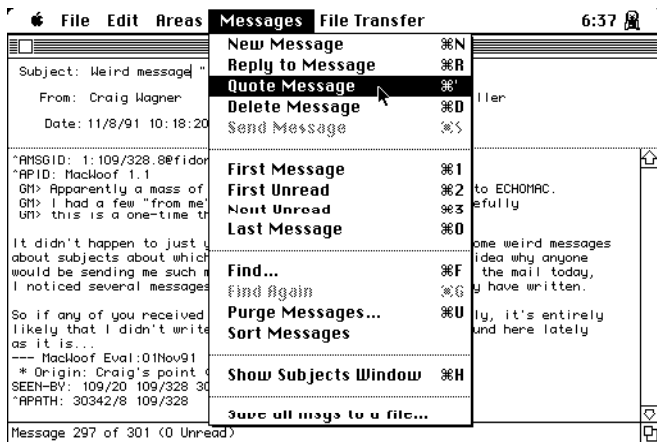 File Edit Areas Messages File Transfer 6:37
New Message ⌘N
Reply to Message ⌘R
Quote Message ⌘'
Delete Message ⌘D
Send Message ⌘S
First Message ⌘1
First Unread ⌘2
Next Unread ⌘3
Last Message ⌘0
Find... ⌘F
Find Again ⌘G
Purge Messages... ⌘U
Sort Messages
Show Subjects Window ⌘H
Save all msgs to a file...
Subject: Weird message "
From: Craig Wagner ller
Date: 11/8/91 10:18:20
^AMSGID: 1:109/328.8@fidon
^APID: MacWoof 1.1
GM> Apparently a mass of to ECHOMAC.
GM> I had a few "from me" efully
GM> this is a one-time th
It didn't happen to just y ome weird messages
about subjects about which idea why anyone
would be sending me such m the mail today,
I noticed several messages y have written.
So if any of you received ly, it's entirely
likely that I didn't write und here lately
as it is...
--- MacWoof Eval:01Nov91
* Origin: Craig's point
SEEN-BY: 109/20 109/328 30
^APATH: 30342/8 109/328
Message 297 of 301 (0 Unread)